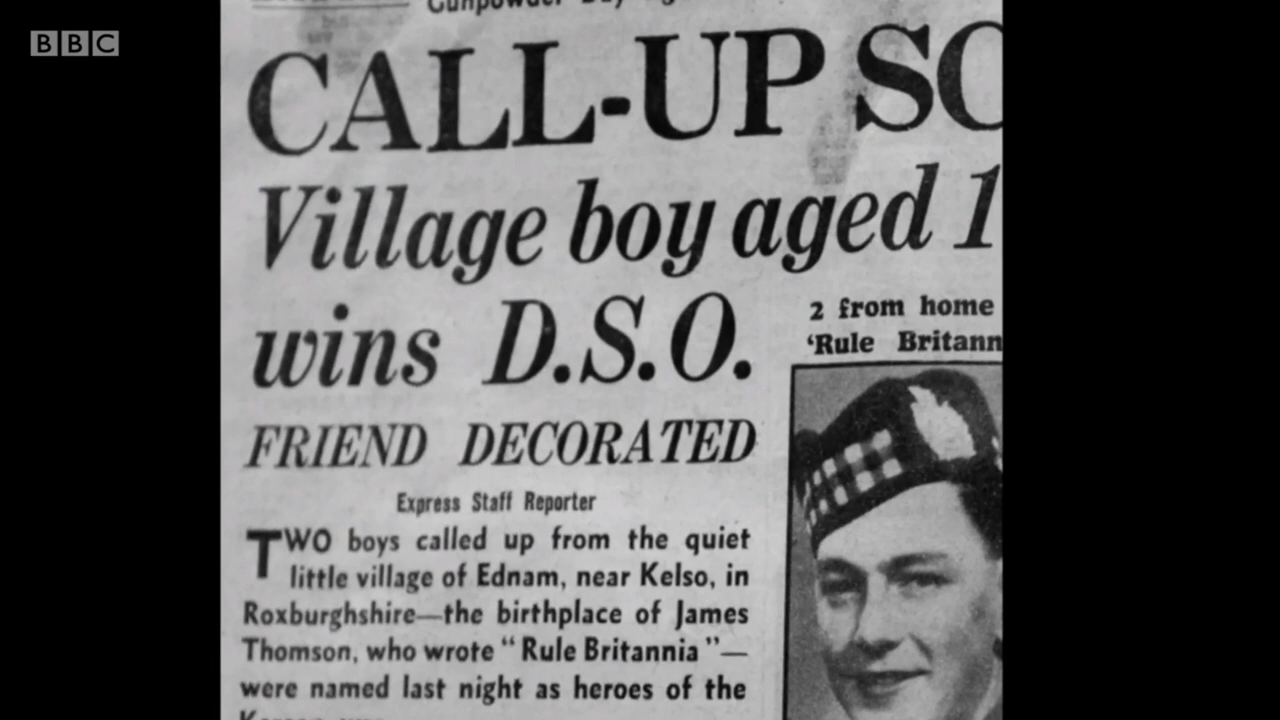 BBC
Gunpowder
CALL-UP SO
Village boy aged 1
wins D.S.O.
2 from home
‘Rule Britann
FRIEND DECORATED
Express Staff Reporter
TWO boys called up from the quiet
little village of Ednam, near Kelso, in
Roxburghshire—the birthplace of James
Thomson, who wrote “Rule Britannia”—
were named last night as heroes of the